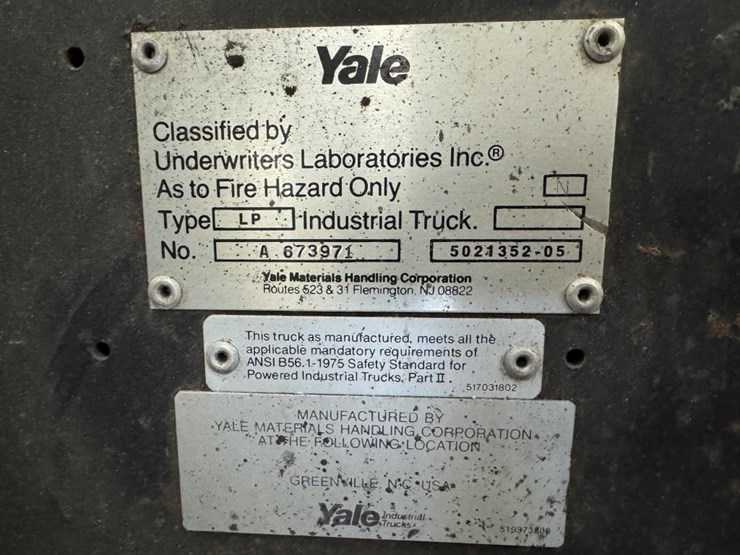 Yale
Classified by
Underwriters Laboratories Inc.®
As to Fire Hazard Only
N
Type LP Industrial Truck.
No. A 673971 5021352-05
Yale Materials Handling Corporation
Routes 523 & 31 Flemington, NJ 08822
This truck as manufactured, meets all the
applicable mandatory requirements of
ANSI B56.1-1975 Safety Standard for
Powered Industrial Trucks, Part II.
517031802
MANUFACTURED BY
YALE MATERIALS HANDLING CORPORATION
AT THE FOLLOWING LOCATION
GREENVILLE, N.C. USA
Yale Industrial
Trucks